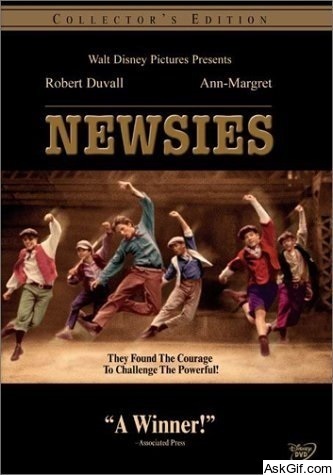 COLLECTOR'S EDITION
Walt Disney Pictures Presents
Robert Duvall Ann-Margret
NEWSIES
They Found The Courage
To Challenge The Powerful!
“A Winner!”
–Associated Press
Disney
DVD
AskGif.com